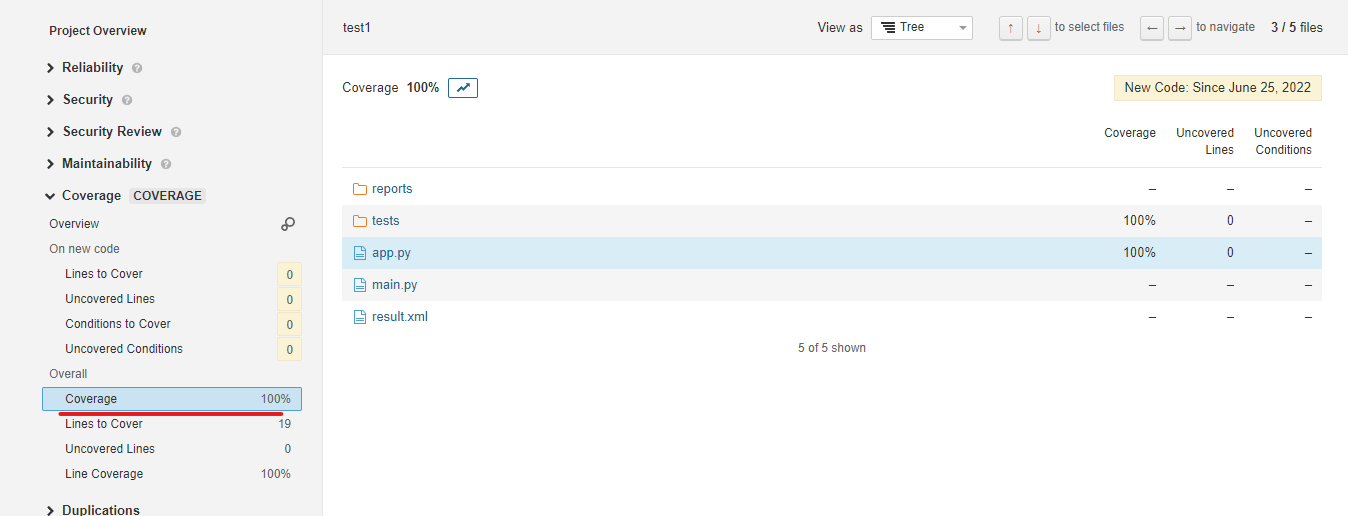 Project Overview
Reliability ?
Security ?
Security Review ?
Maintainability ?
Coverage COVERAGE
Overview
On new code
Lines to Cover 0
Uncovered Lines 0
Conditions to Cover 0
Uncovered Conditions 0
Overall
Coverage 100%
Lines to Cover 19
Uncovered Lines 0
Line Coverage 100%
Duplications
test1 View as Tree ↑ ↓ to select files ← → to navigate 3 / 5 files
Coverage 100% New Code: Since June 25, 2022
Coverage Uncovered Uncovered
Lines Conditions
reports – – –
tests 100% 0 –
app.py 100% 0 –
main.py – – –
result.xml – – –
5 of 5 shown